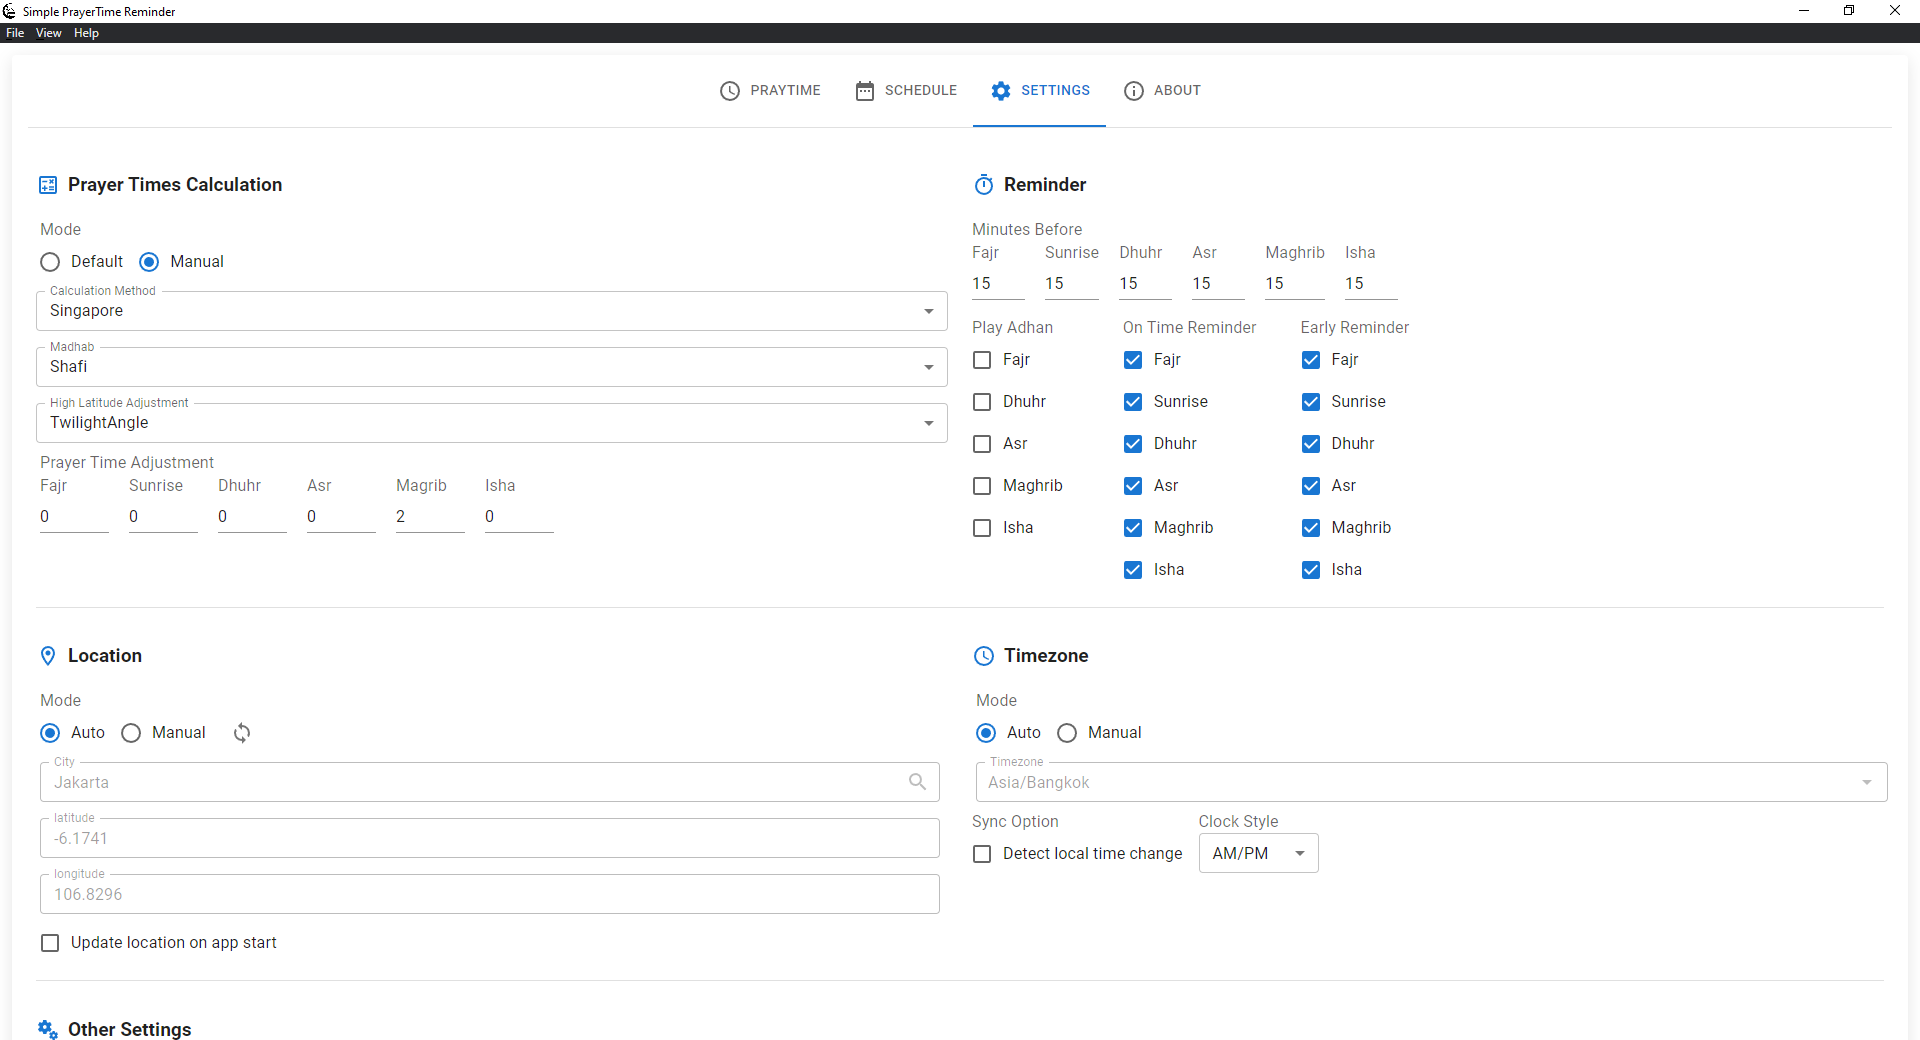 Simple PrayerTime Reminder
File View Help
PRAYTIME SCHEDULE SETTINGS ABOUT
Prayer Times Calculation
Mode
Default Manual
Calculation Method
Singapore
Madhab
Shafi
High Latitude Adjustment
TwilightAngle
Prayer Time Adjustment
Fajr Sunrise Dhuhr Asr Magrib Isha
0 0 0 0 2 0
Reminder
Minutes Before
Fajr Sunrise Dhuhr Asr Maghrib Isha
15 15 15 15 15 15
Play Adhan On Time Reminder Early Reminder
Fajr Fajr Fajr
Dhuhr Sunrise Sunrise
Asr Dhuhr Dhuhr
Maghrib Asr Asr
Isha Maghrib Maghrib
Isha Isha
Location
Mode
Auto Manual
City
Jakarta
latitude
-6.1741
longitude
106.8296
Update location on app start
Timezone
Mode
Auto Manual
Timezone
Asia/Bangkok
Sync Option Clock Style
Detect local time change AM/PM
Other Settings